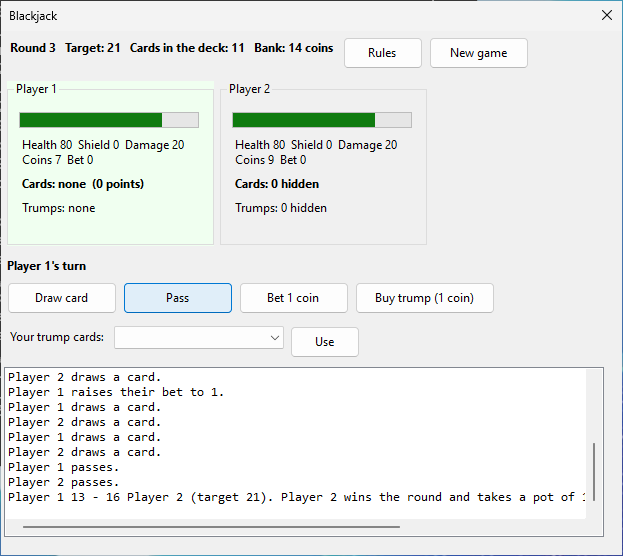 Blackjack
Round 3 Target: 21 Cards in the deck: 11 Bank: 14 coins Rules New game
Player 1
Health 80 Shield 0 Damage 20
Coins 7 Bet 0
Cards: none (0 points)
Trumps: none
Player 2
Health 80 Shield 0 Damage 20
Coins 9 Bet 0
Cards: 0 hidden
Trumps: 0 hidden
Player 1's turn
Draw card Pass Bet 1 coin Buy trump (1 coin)
Your trump cards: Use
Player 2 draws a card.
Player 1 raises their bet to 1.
Player 1 draws a card.
Player 2 draws a card.
Player 1 draws a card.
Player 2 draws a card.
Player 1 passes.
Player 2 passes.
Player 1 13 - 16 Player 2 (target 21). Player 2 wins the round and takes a pot of